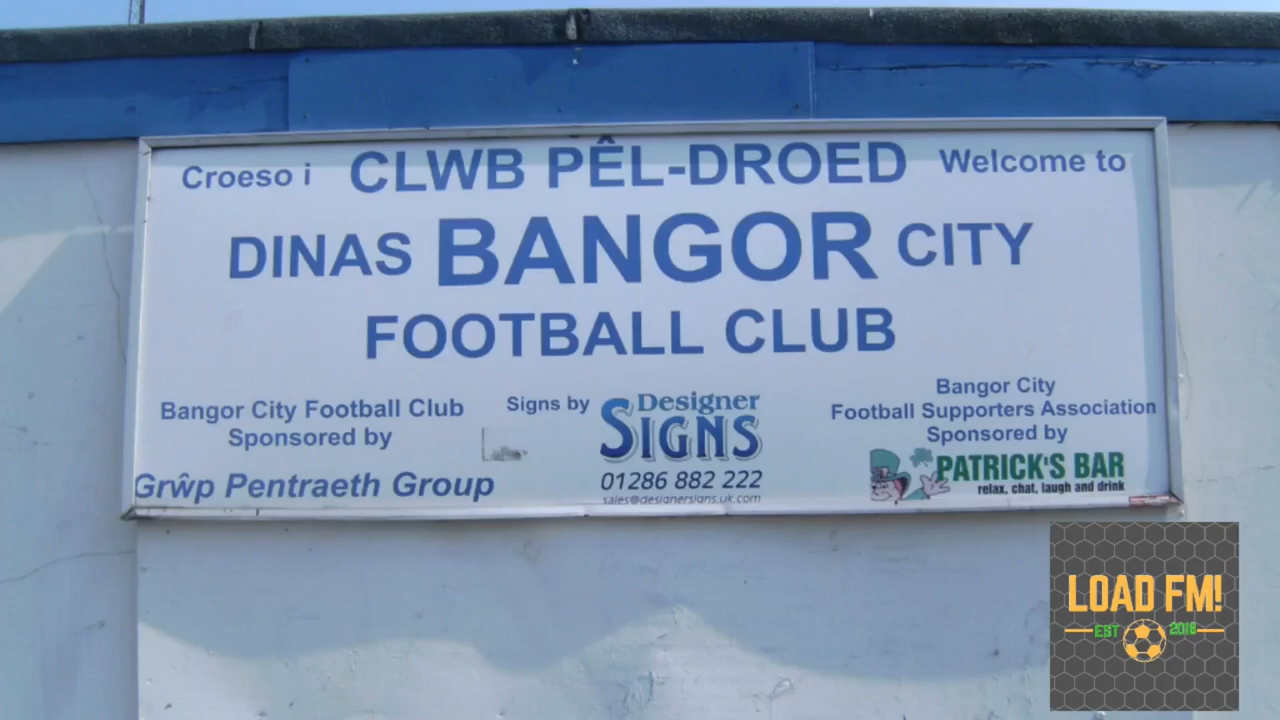 Croeso i CLWB PÊL-DROED Welcome to
DINAS BANGOR CITY
FOOTBALL CLUB
Bangor City Football Club
Sponsored by
Grŵp Pentraeth Group
Signs by Designer
SIGNS
01286 882 222
sales@designersigns.uk.com
Bangor City
Football Supporters Association
Sponsored by
PATRICK'S BAR
relax, chat, laugh and drink
LOAD FM!
EST 2016